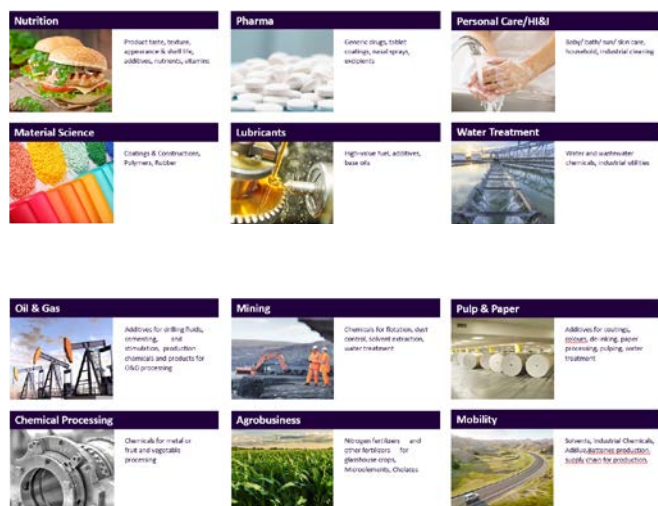 Nutrition
Product taste, texture,
appearance & shelf life,
additives, nutrients, vitamins
Pharma
Generic drugs, tablet
coatings, nasal sprays,
excipients
Personal Care/HI&I
Baby/ bath/ sun/ skin care,
household, industrial cleaning
Material Science
Coatings & Constructions,
Polymers, Rubber
Lubricants
High-value fuel, additives,
base oils
Water Treatment
Water and wastewater
chemicals, industrial utilities
Oil & Gas
Additives for drilling fluids,
cementing, and
stimulation, production
chemicals and products for
O&G processing
Mining
Chemicals for flotation, dust
control, solvent extraction,
water treatment
Pulp & Paper
Additives for coatings,
colours, de-inking, paper
processing, pulping, water
treatment
Chemical Processing
Chemicals for metal or
fruit and vegetable
processing
Agrobusiness
Nitrogen fertilizers and
other fertilizers for
glasshouse crops,
Microelements, Chelates
Mobility
Solvents, Industrial Chemicals,
AdBlue,Batteries production
supply chain for production.